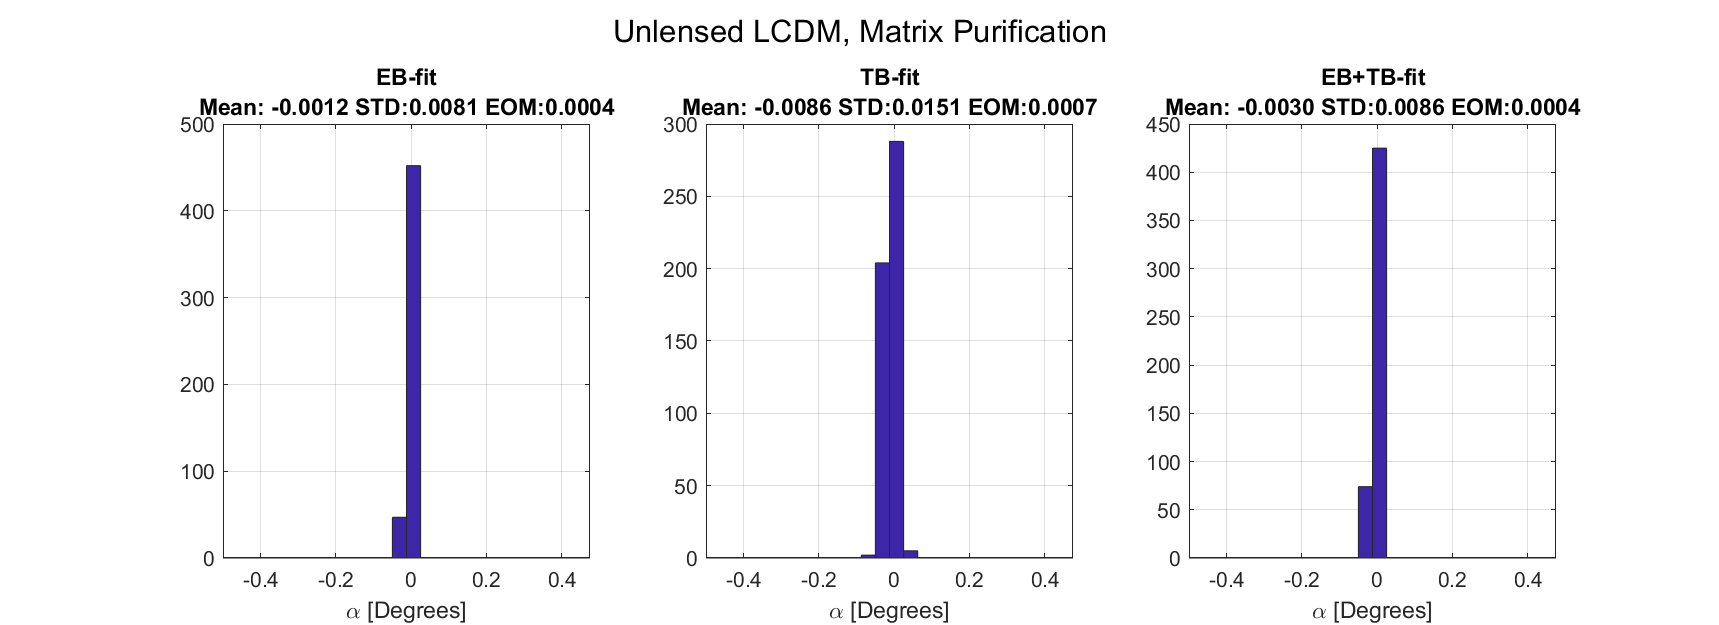 Unlensed LCDM, Matrix Purification
EB-fit
Mean: -0.0012 STD:0.0081 EOM:0.0004
500
400
300
200
100
0
-0.4 -0.2 0 0.2 0.4
α [Degrees]
TB-fit
Mean: -0.0086 STD:0.0151 EOM:0.0007
300
250
200
150
100
50
0
-0.4 -0.2 0 0.2 0.4
α [Degrees]
EB+TB-fit
Mean: -0.0030 STD:0.0086 EOM:0.0004
450
400
350
300
250
200
150
100
50
0
-0.4 -0.2 0 0.2 0.4
α [Degrees]